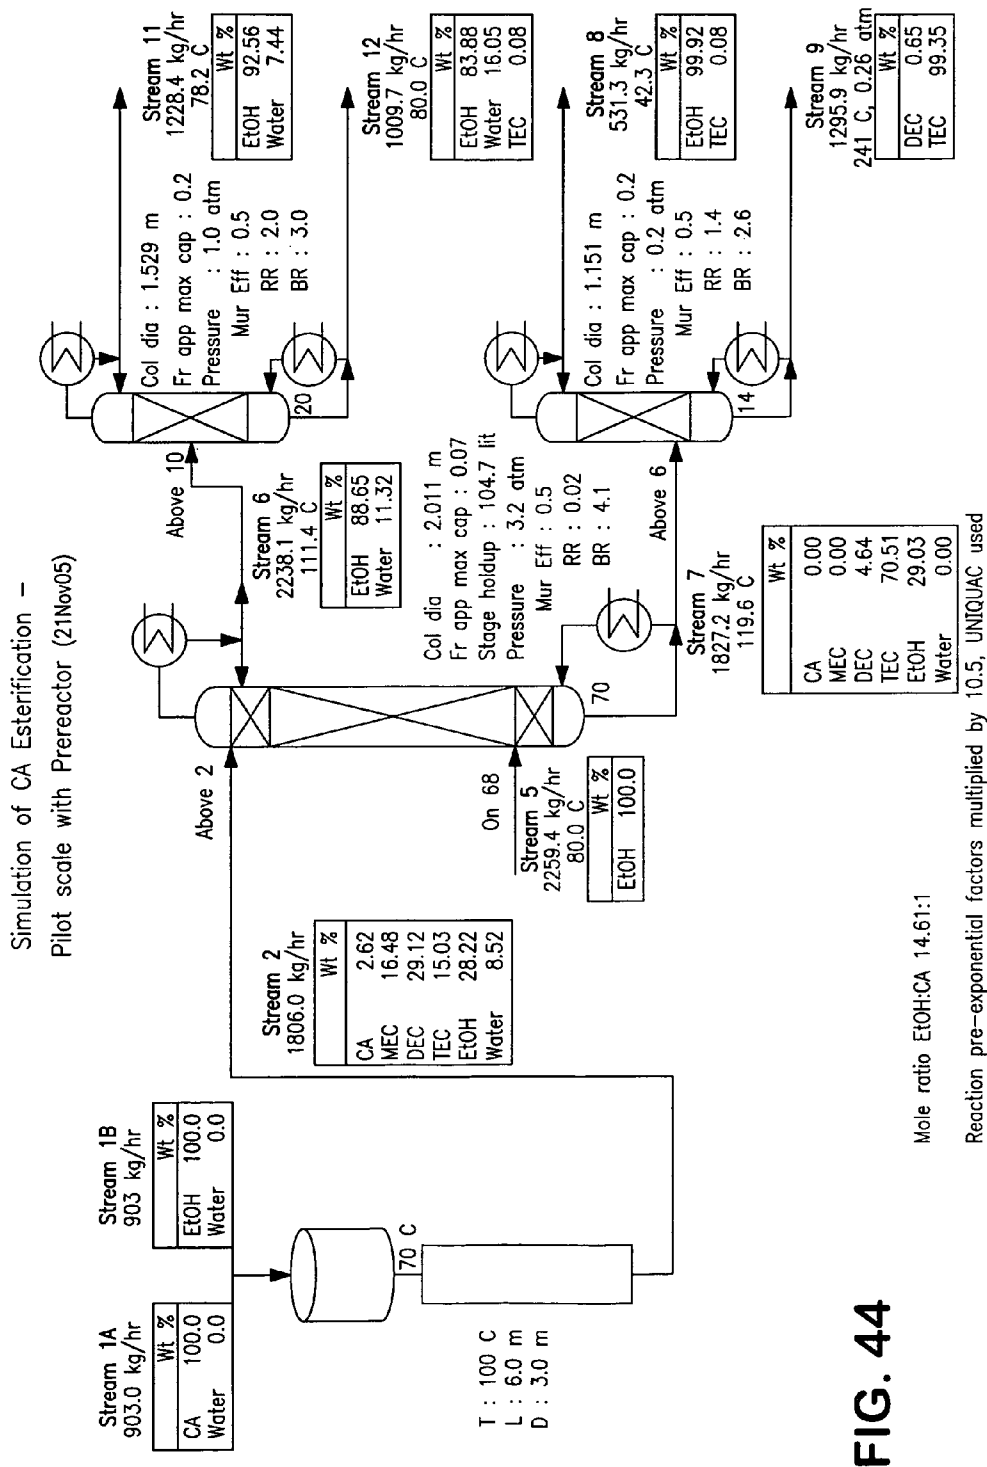 Simulation of CA Esterification –
Pilot scale with Prereactor (21Nov05)
Stream 1A
903.0 kg/hr
Wt %
CA 100.0
Water 0.0
Stream 1B
903 kg/hr
Wt %
EtOH 100.0
Water 0.0
70 C
T : 100 C
L : 6.0 m
D : 3.0 m
Stream 2
1806.0 kg/hr
Wt %
CA 2.62
MEC 16.48
DEC 29.12
TEC 15.03
EtOH 28.22
Water 8.52
Above 2
On 68
Stream 5
2259.4 kg/hr
80.0 C
Wt %
EtOH 100.0
70
Col dia : 2.011 m
Fr app max cap : 0.07
Stage holdup : 104.7 lit
Pressure : 3.2 atm
Mur Eff : 0.5
RR : 0.02
BR : 4.1
Stream 6
2238.1 kg/hr
111.4 C
Wt %
EtOH 88.65
Water 11.32
Above 10
Stream 7
1827.2 kg/hr
119.6 C
Wt %
CA 0.00
MEC 0.00
DEC 4.64
TEC 70.51
EtOH 29.03
Water 0.00
Above 6
20
Col dia : 1.529 m
Fr app max cap : 0.2
Pressure : 1.0 atm
Mur Eff : 0.5
RR : 2.0
BR : 3.0
Stream 11
1228.4 kg/hr
78.2 C
Wt %
EtOH 92.56
Water 7.44
Stream 12
1009.7 kg/hr
80.0 C
Wt %
EtOH 83.88
Water 16.05
TEC 0.08
14
Col dia : 1.151 m
Fr app max cap : 0.2
Pressure : 0.2 atm
Mur Eff : 0.5
RR : 1.4
BR : 2.6
Stream 8
531.3 kg/hr
42.3 C
Wt %
EtOH 99.92
TEC 0.08
Stream 9
1295.9 kg/hr
241 C, 0.26 atm
Wt %
DEC 0.65
TEC 99.35
Mole ratio EtOH:CA 14.61:1
Reaction pre–exponential factors multiplied by 10.5, UNIQUAC used
FIG. 44